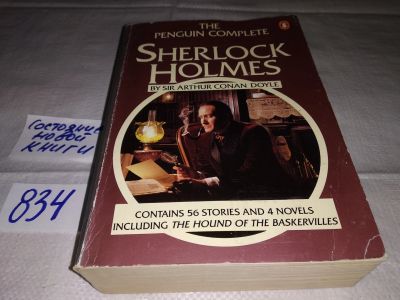 THE
PENGUIN COMPLETE
SHERLOCK
HOLMES
BY SIR ARTHUR CONAN DOYLE
CONTAINS 56 STORIES AND 4 NOVELS
INCLUDING THE HOUND OF THE BASKERVILLES
Состояние
новой
книги
834